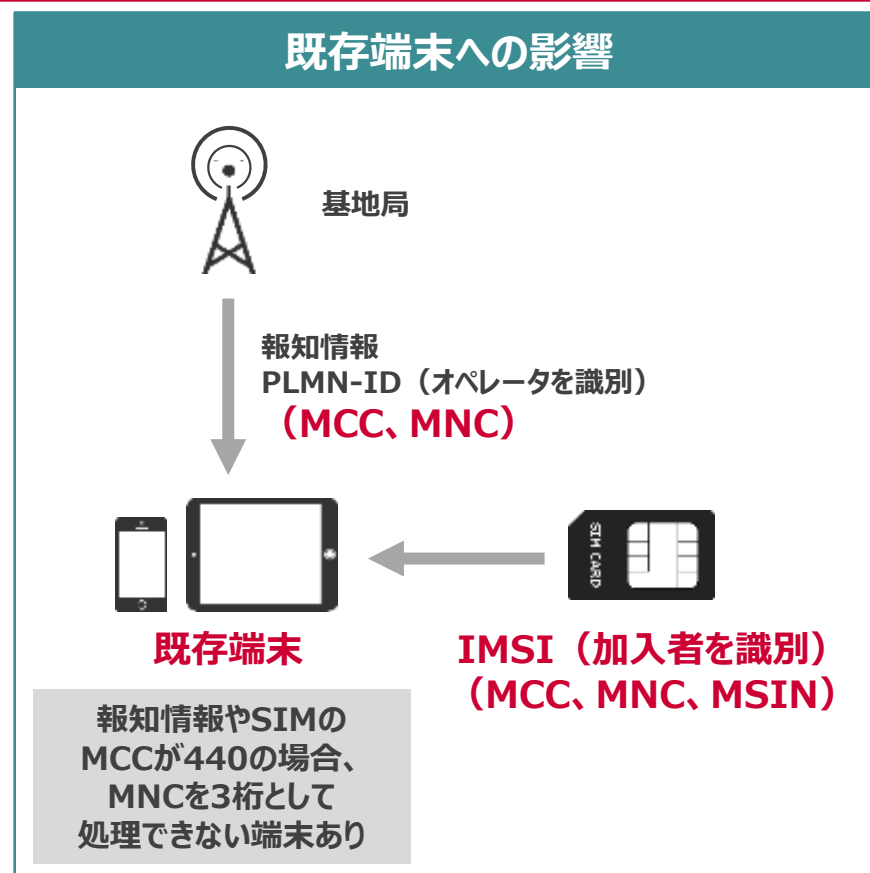 既存端末への影響
基地局
報知情報
PLMN-ID（オペレータを識別）
（MCC、MNC）
SIM CARD
既存端末
IMSI（加入者を識別）
（MCC、MNC、MSIN）
報知情報やSIMの
MCCが440の場合、
MNCを3桁として
処理できない端末あり